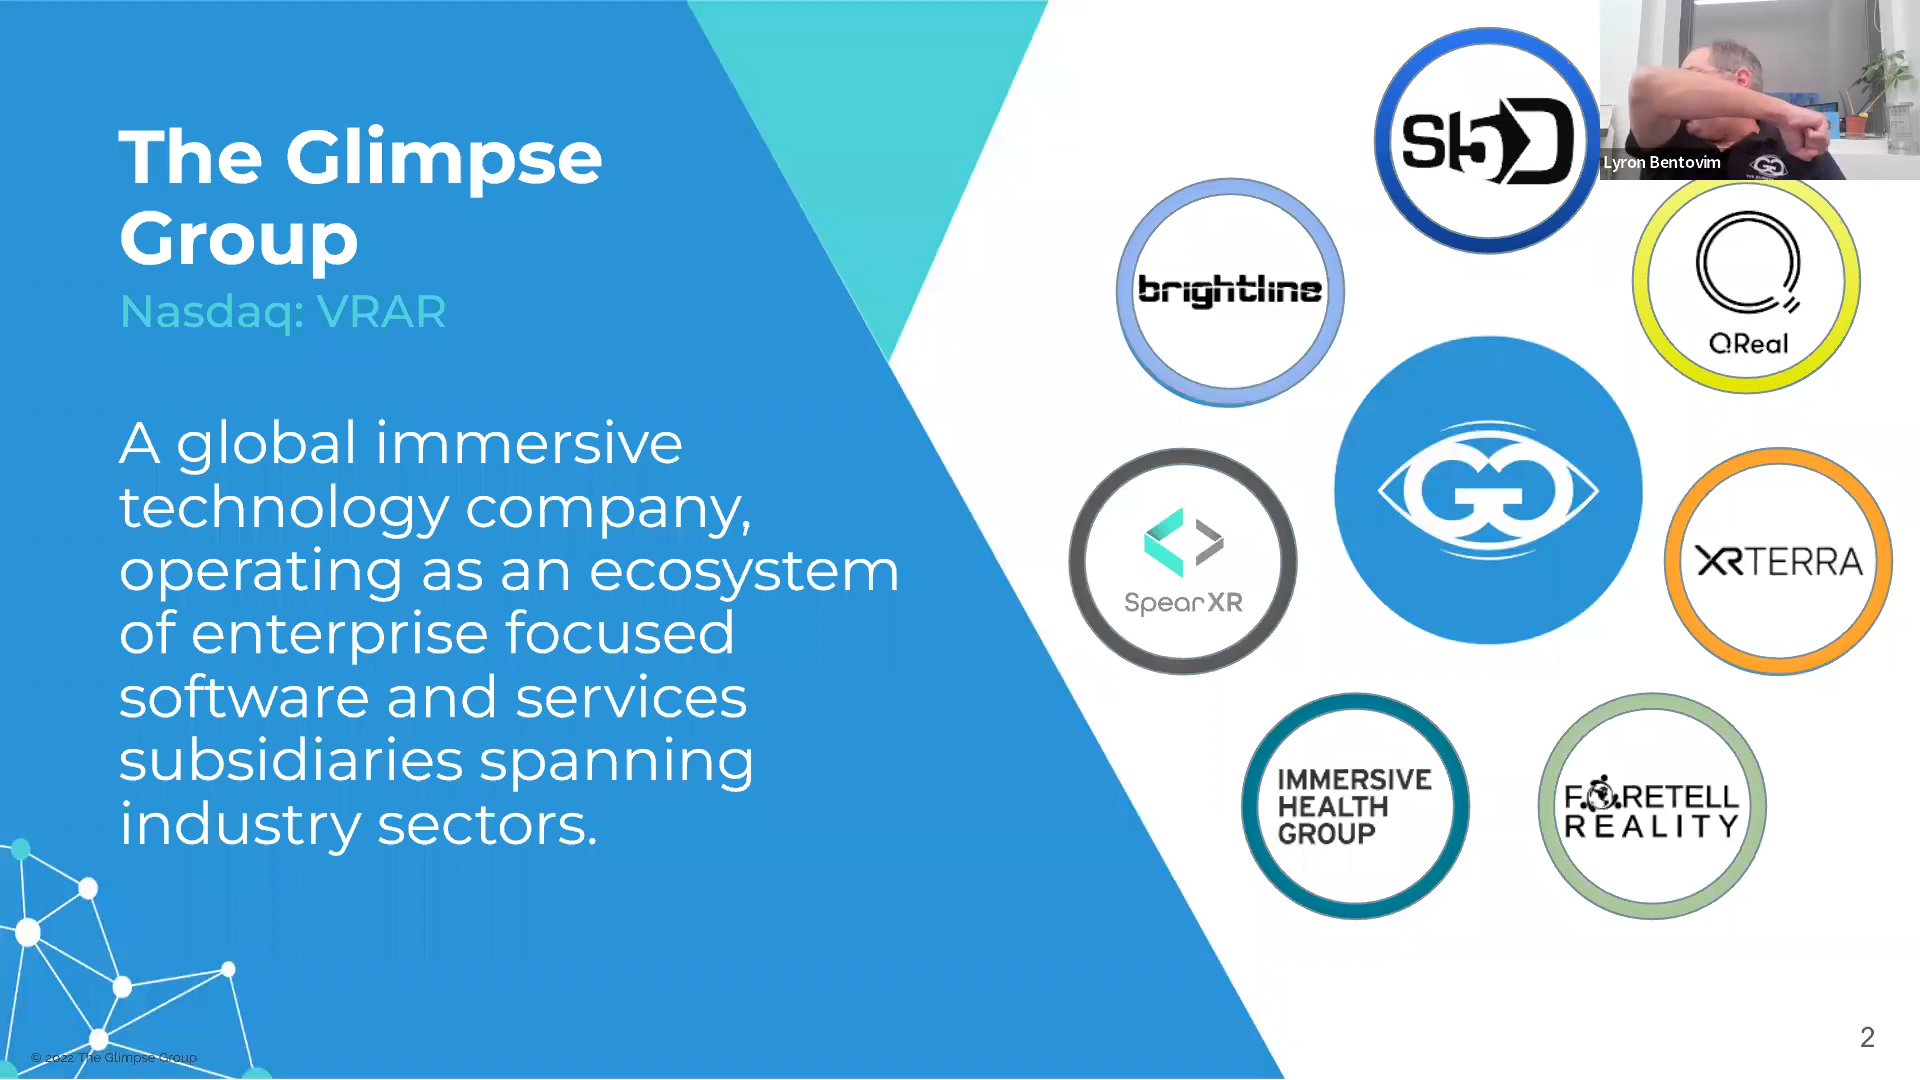 The Glimpse
Group
Nasdaq: VRAR
A global immersive
technology company,
operating as an ecosystem
of enterprise focused
software and services
subsidiaries spanning
industry sectors.
S5D
Lyron Bentovim
brightline
QReal
SpearXR
XRTERRA
IMMERSIVE
HEALTH
GROUP
FORETELL
REALITY
2
© 2022 The Glimpse Group